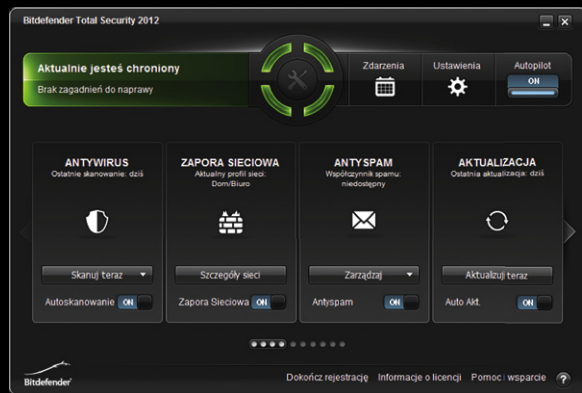 Bitdefender Total Security 2012
Aktualnie jesteś chroniony
Brak zagadnień do naprawy
Zdarzenia
Ustawienia
Autopilot
ON
ANTYWIRUS
Ostatnie skanowanie: dziś
Skanuj teraz
Autoskanowanie ON
ZAPORA SIECIOWA
Aktualny profil sieci:
Dom/Biuro
Szczegóły sieci
Zapora Sieciowa ON
ANTYSPAM
Współczynnik spamu:
niedostępny
Zarządzaj
Antyspam ON
AKTUALIZACJA
Ostatnia aktualizacja: dziś
Aktualizuj teraz
Auto Akt. ON
Bitdefender
Dokończ rejestrację Informacje o licencji Pomoc i wsparcie ?